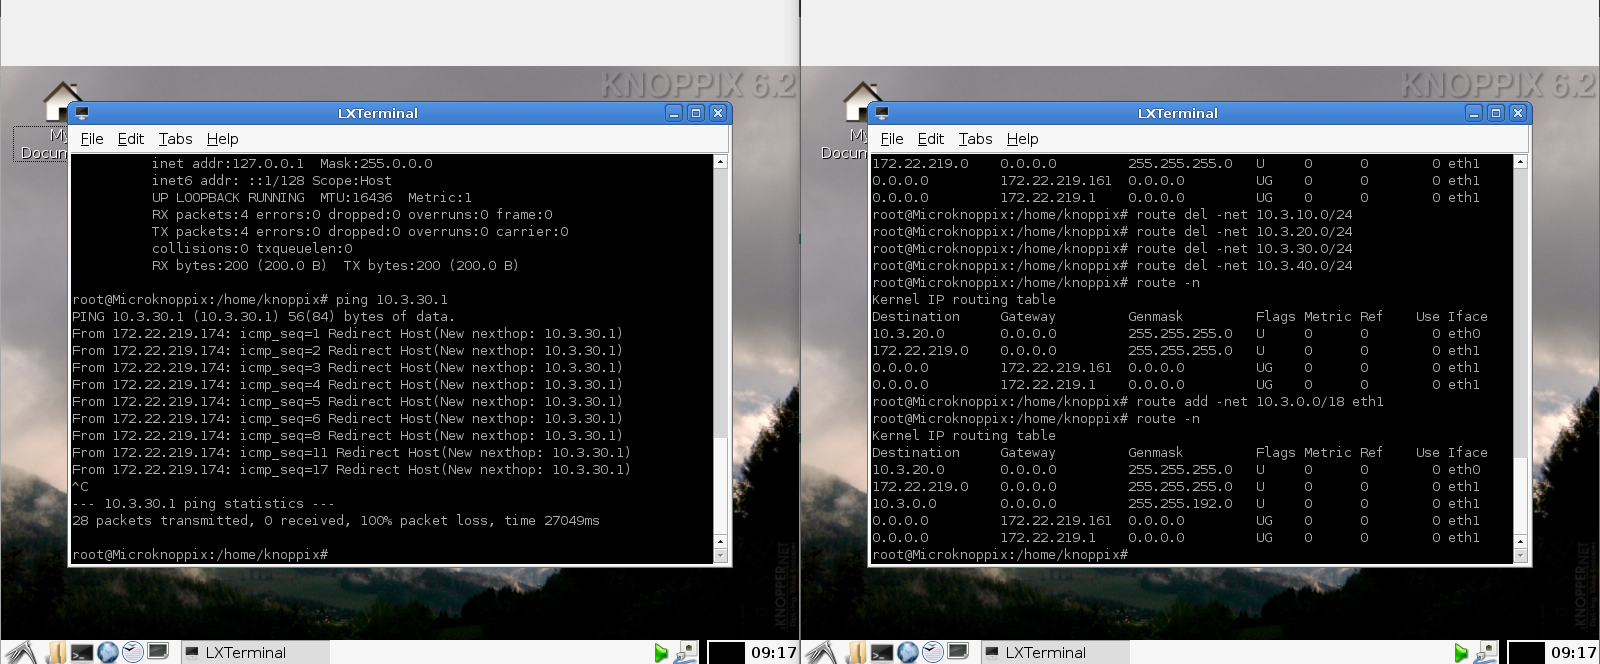 KNOPPIX 6.2
LXTerminal
File Edit Tabs Help
My
Docum
inet addr:127.0.0.1 Mask:255.0.0.0
inet6 addr: ::1/128 Scope:Host
UP LOOPBACK RUNNING MTU:16436 Metric:1
RX packets:4 errors:0 dropped:0 overruns:0 frame:0
TX packets:4 errors:0 dropped:0 overruns:0 carrier:0
collisions:0 txqueuelen:0
RX bytes:200 (200.0 B) TX bytes:200 (200.0 B)
root@Microknoppix:/home/knoppix# ping 10.3.30.1
PING 10.3.30.1 (10.3.30.1) 56(84) bytes of data.
From 172.22.219.174: icmp_seq=1 Redirect Host(New nexthop: 10.3.30.1)
From 172.22.219.174: icmp_seq=2 Redirect Host(New nexthop: 10.3.30.1)
From 172.22.219.174: icmp_seq=3 Redirect Host(New nexthop: 10.3.30.1)
From 172.22.219.174: icmp_seq=4 Redirect Host(New nexthop: 10.3.30.1)
From 172.22.219.174: icmp_seq=5 Redirect Host(New nexthop: 10.3.30.1)
From 172.22.219.174: icmp_seq=6 Redirect Host(New nexthop: 10.3.30.1)
From 172.22.219.174: icmp_seq=8 Redirect Host(New nexthop: 10.3.30.1)
From 172.22.219.174: icmp_seq=11 Redirect Host(New nexthop: 10.3.30.1)
From 172.22.219.174: icmp_seq=17 Redirect Host(New nexthop: 10.3.30.1)
^C
--- 10.3.30.1 ping statistics ---
28 packets transmitted, 0 received, 100% packet loss, time 27049ms
root@Microknoppix:/home/knoppix#
KNOPPER.NET
LXTerminal
09:17
KNOPPIX 6.2
LXTerminal
File Edit Tabs Help
My
Docum
172.22.219.0 0.0.0.0 255.255.255.0 U 0 0 0 eth1
0.0.0.0 172.22.219.161 0.0.0.0 UG 0 0 0 eth1
0.0.0.0 172.22.219.1 0.0.0.0 UG 0 0 0 eth1
root@Microknoppix:/home/knoppix# route del -net 10.3.10.0/24
root@Microknoppix:/home/knoppix# route del -net 10.3.20.0/24
root@Microknoppix:/home/knoppix# route del -net 10.3.30.0/24
root@Microknoppix:/home/knoppix# route del -net 10.3.40.0/24
root@Microknoppix:/home/knoppix# route -n
Kernel IP routing table
Destination Gateway Genmask Flags Metric Ref Use Iface
10.3.20.0 0.0.0.0 255.255.255.0 U 0 0 0 eth0
172.22.219.0 0.0.0.0 255.255.255.0 U 0 0 0 eth1
0.0.0.0 172.22.219.161 0.0.0.0 UG 0 0 0 eth1
0.0.0.0 172.22.219.1 0.0.0.0 UG 0 0 0 eth1
root@Microknoppix:/home/knoppix# route add -net 10.3.0.0/18 eth1
root@Microknoppix:/home/knoppix# route -n
Kernel IP routing table
Destination Gateway Genmask Flags Metric Ref Use Iface
10.3.20.0 0.0.0.0 255.255.255.0 U 0 0 0 eth0
172.22.219.0 0.0.0.0 255.255.255.0 U 0 0 0 eth1
10.3.0.0 0.0.0.0 255.255.192.0 U 0 0 0 eth1
0.0.0.0 172.22.219.161 0.0.0.0 UG 0 0 0 eth1
0.0.0.0 172.22.219.1 0.0.0.0 UG 0 0 0 eth1
root@Microknoppix:/home/knoppix#
KNOPPER.NET
LXTerminal
09:17